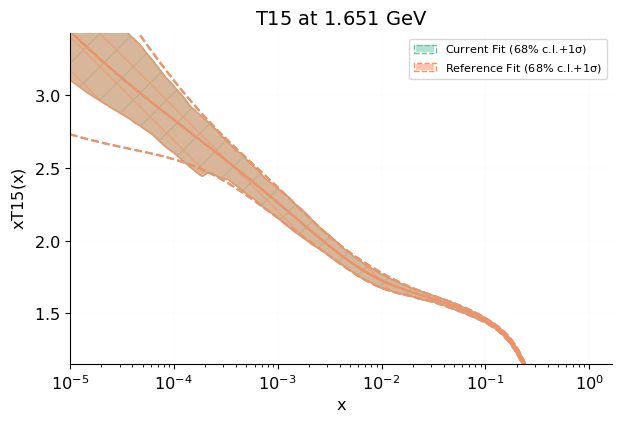 T15 at 1.651 GeV
Current Fit (68% c.l.+1σ)
Reference Fit (68% c.l.+1σ)
xT15(x)
3.0
2.5
2.0
1.5
10⁻⁵ 10⁻⁴ 10⁻³ 10⁻² 10⁻¹ 10⁰
x